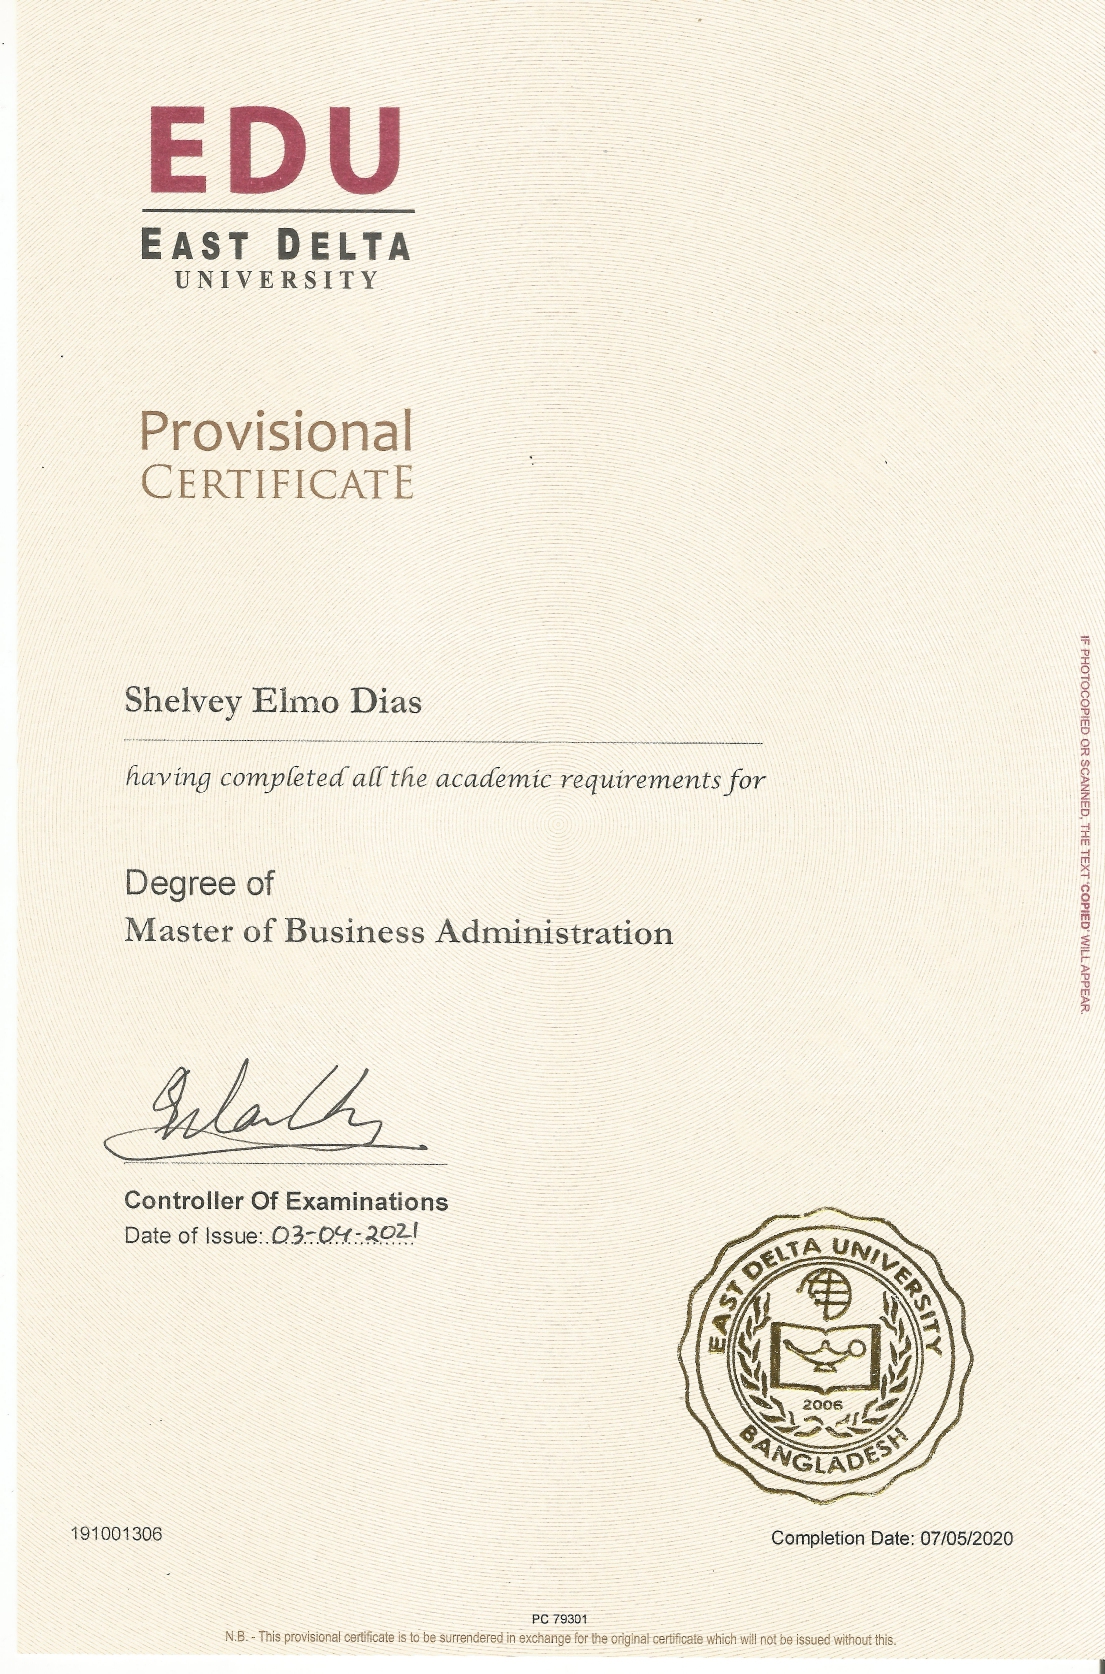 EDU
EAST DELTA
UNIVERSITY
Provisional
CERTIFICATE
Shelvey Elmo Dias
having completed all the academic requirements for
Degree of
Master of Business Administration
Controller Of Examinations
Date of Issue: 03-04-2021
EAST DELTA UNIVERSITY
2006
BANGLADESH
191001306
Completion Date: 07/05/2020
PC 79301
N.B. - This provisional certificate is to be surrendered in exchange for the original certificate which will not be issued without this.
IF PHOTOCOPIED OR SCANNED, THE TEXT 'COPIED' WILL APPEAR.